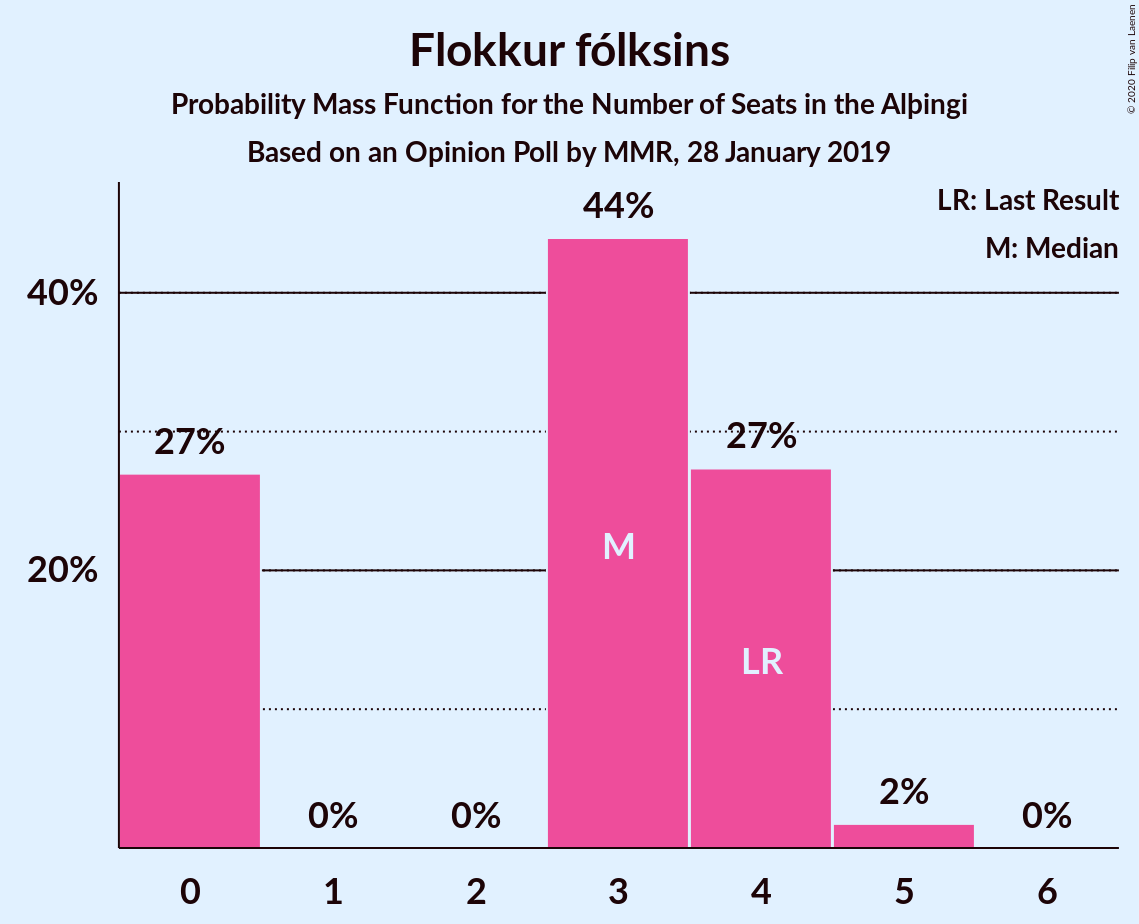 Flokkur fólksins
Probability Mass Function for the Number of Seats in the Alþingi
Based on an Opinion Poll by MMR, 28 January 2019
© 2020 Filip van Laenen
LR: Last Result
M: Median
44%
40%
27%
27%
M
20%
LR
2%
0%
0%
0%
0 1 2 3 4 5 6